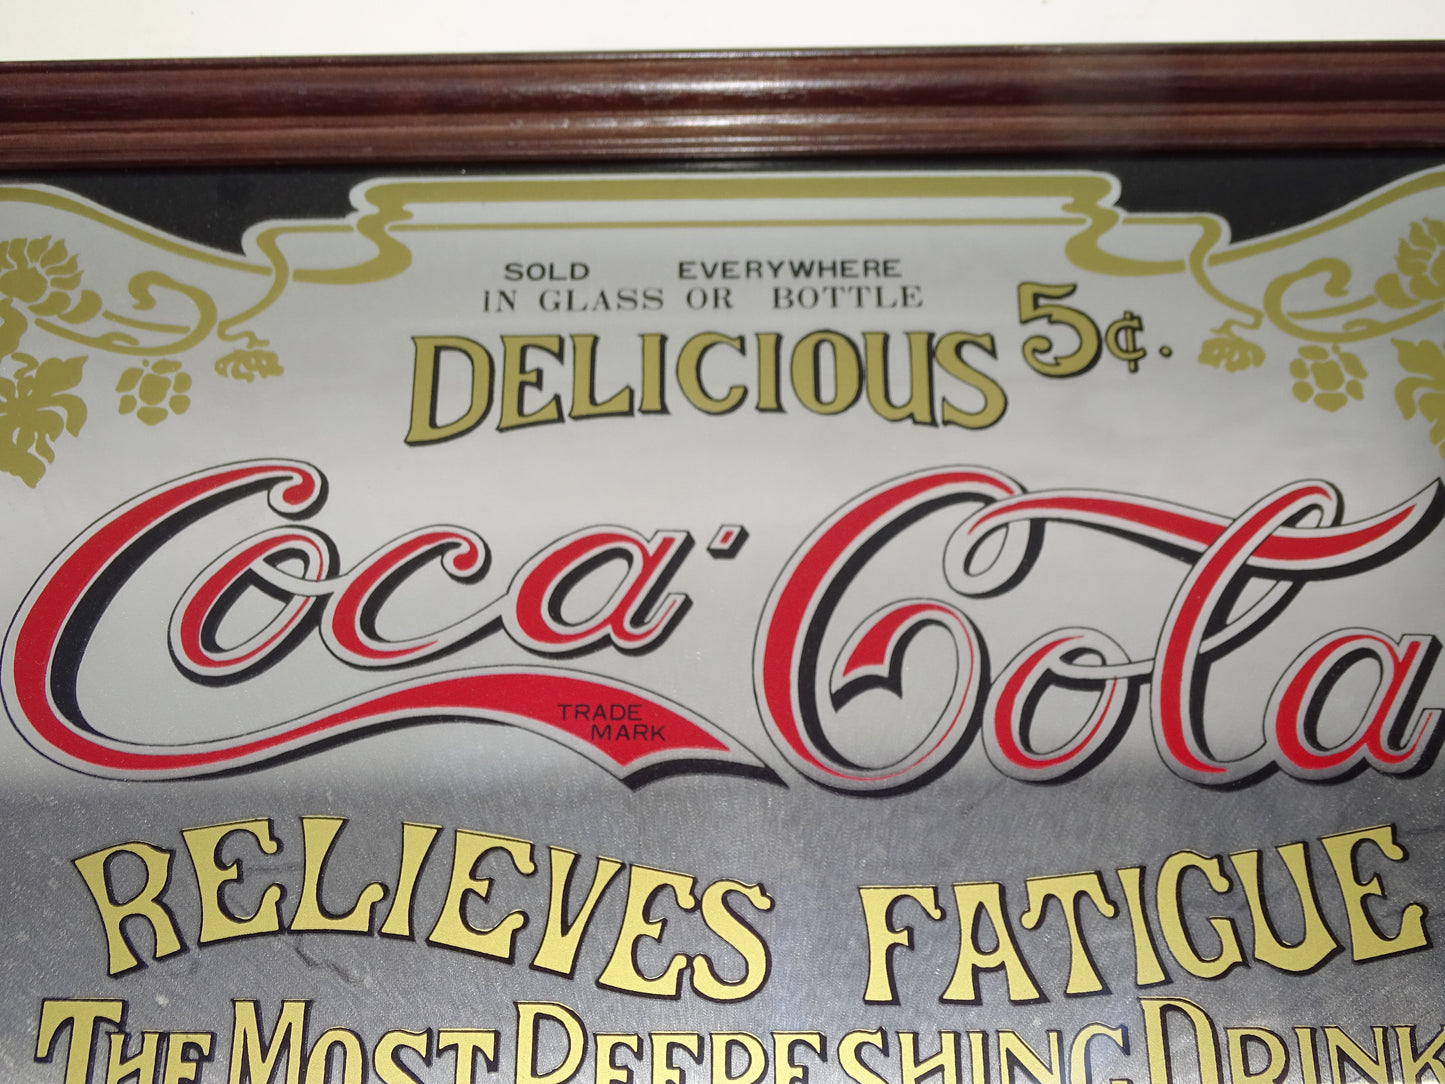 SOLD EVERYWHERE
IN GLASS OR BOTTLE
DELICIOUS 5¢.
Coca-Cola
TRADE
MARK
RELIEVES FATIGUE
THE MOST REFRESHING DRINK